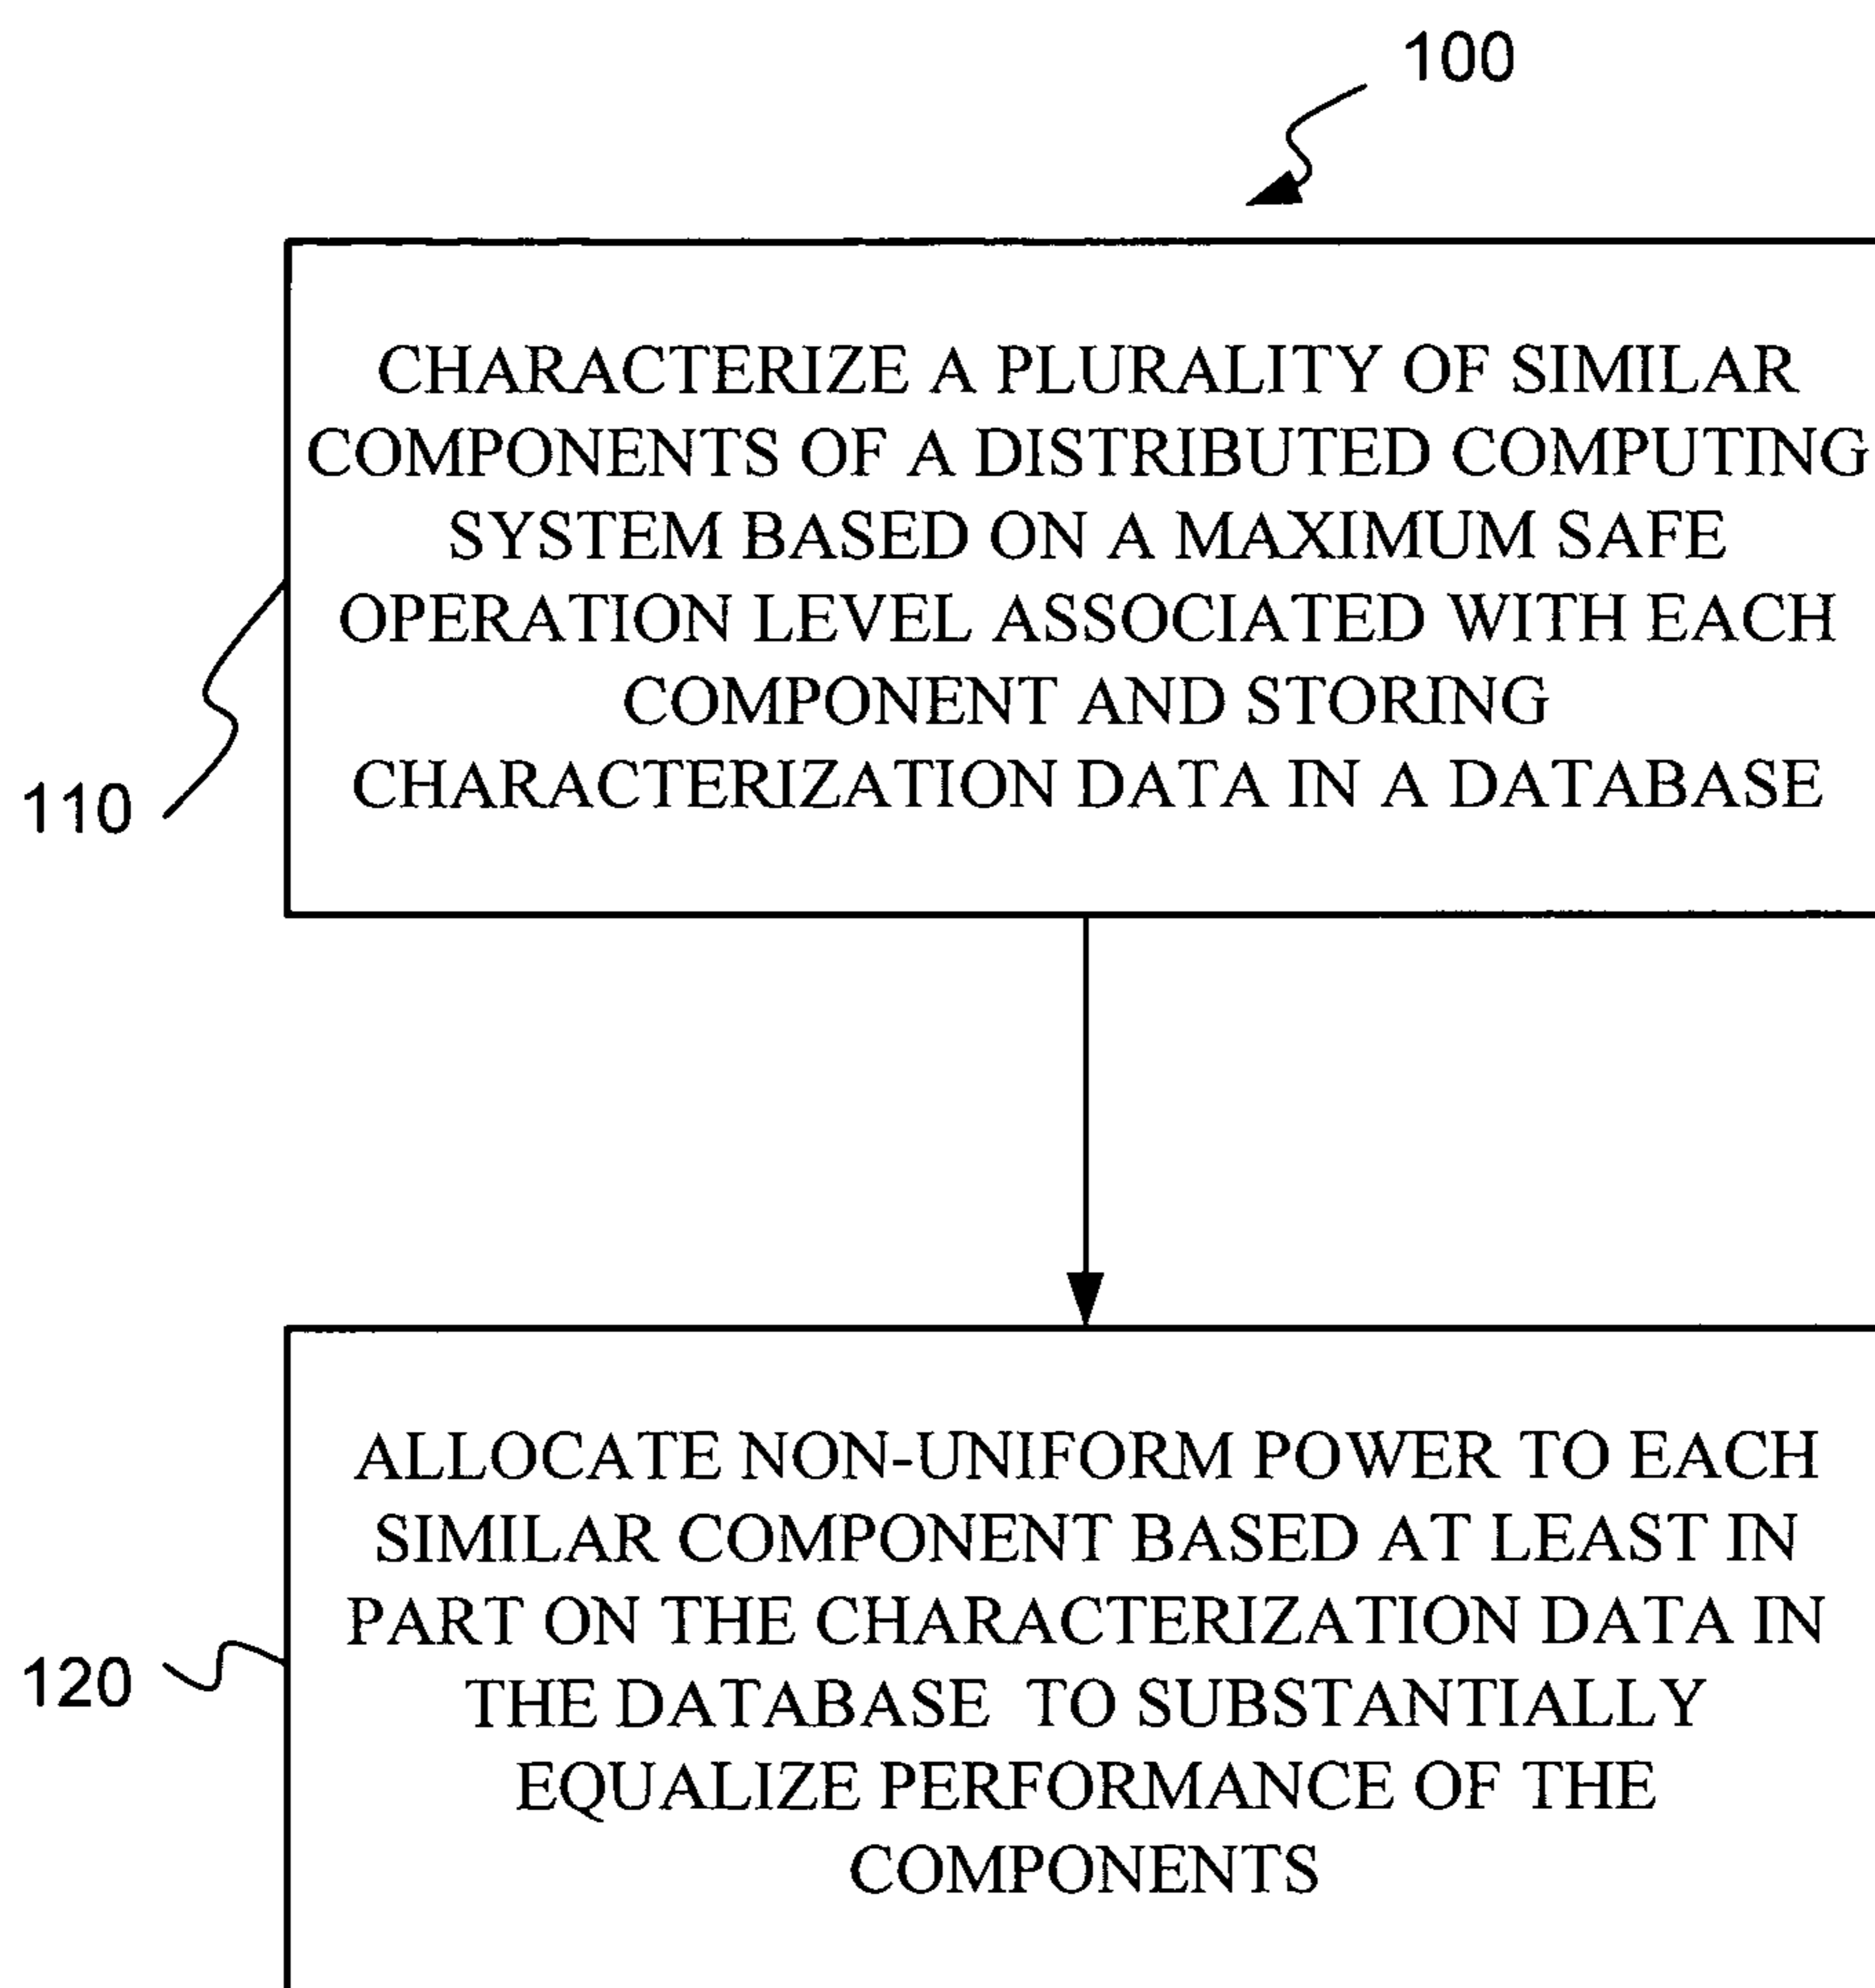 100
CHARACTERIZE A PLURALITY OF SIMILAR
COMPONENTS OF A DISTRIBUTED COMPUTING
SYSTEM BASED ON A MAXIMUM SAFE
OPERATION LEVEL ASSOCIATED WITH EACH
COMPONENT AND STORING
CHARACTERIZATION DATA IN A DATABASE
110
ALLOCATE NON-UNIFORM POWER TO EACH
SIMILAR COMPONENT BASED AT LEAST IN
PART ON THE CHARACTERIZATION DATA IN
THE DATABASE TO SUBSTANTIALLY
EQUALIZE PERFORMANCE OF THE
COMPONENTS
120